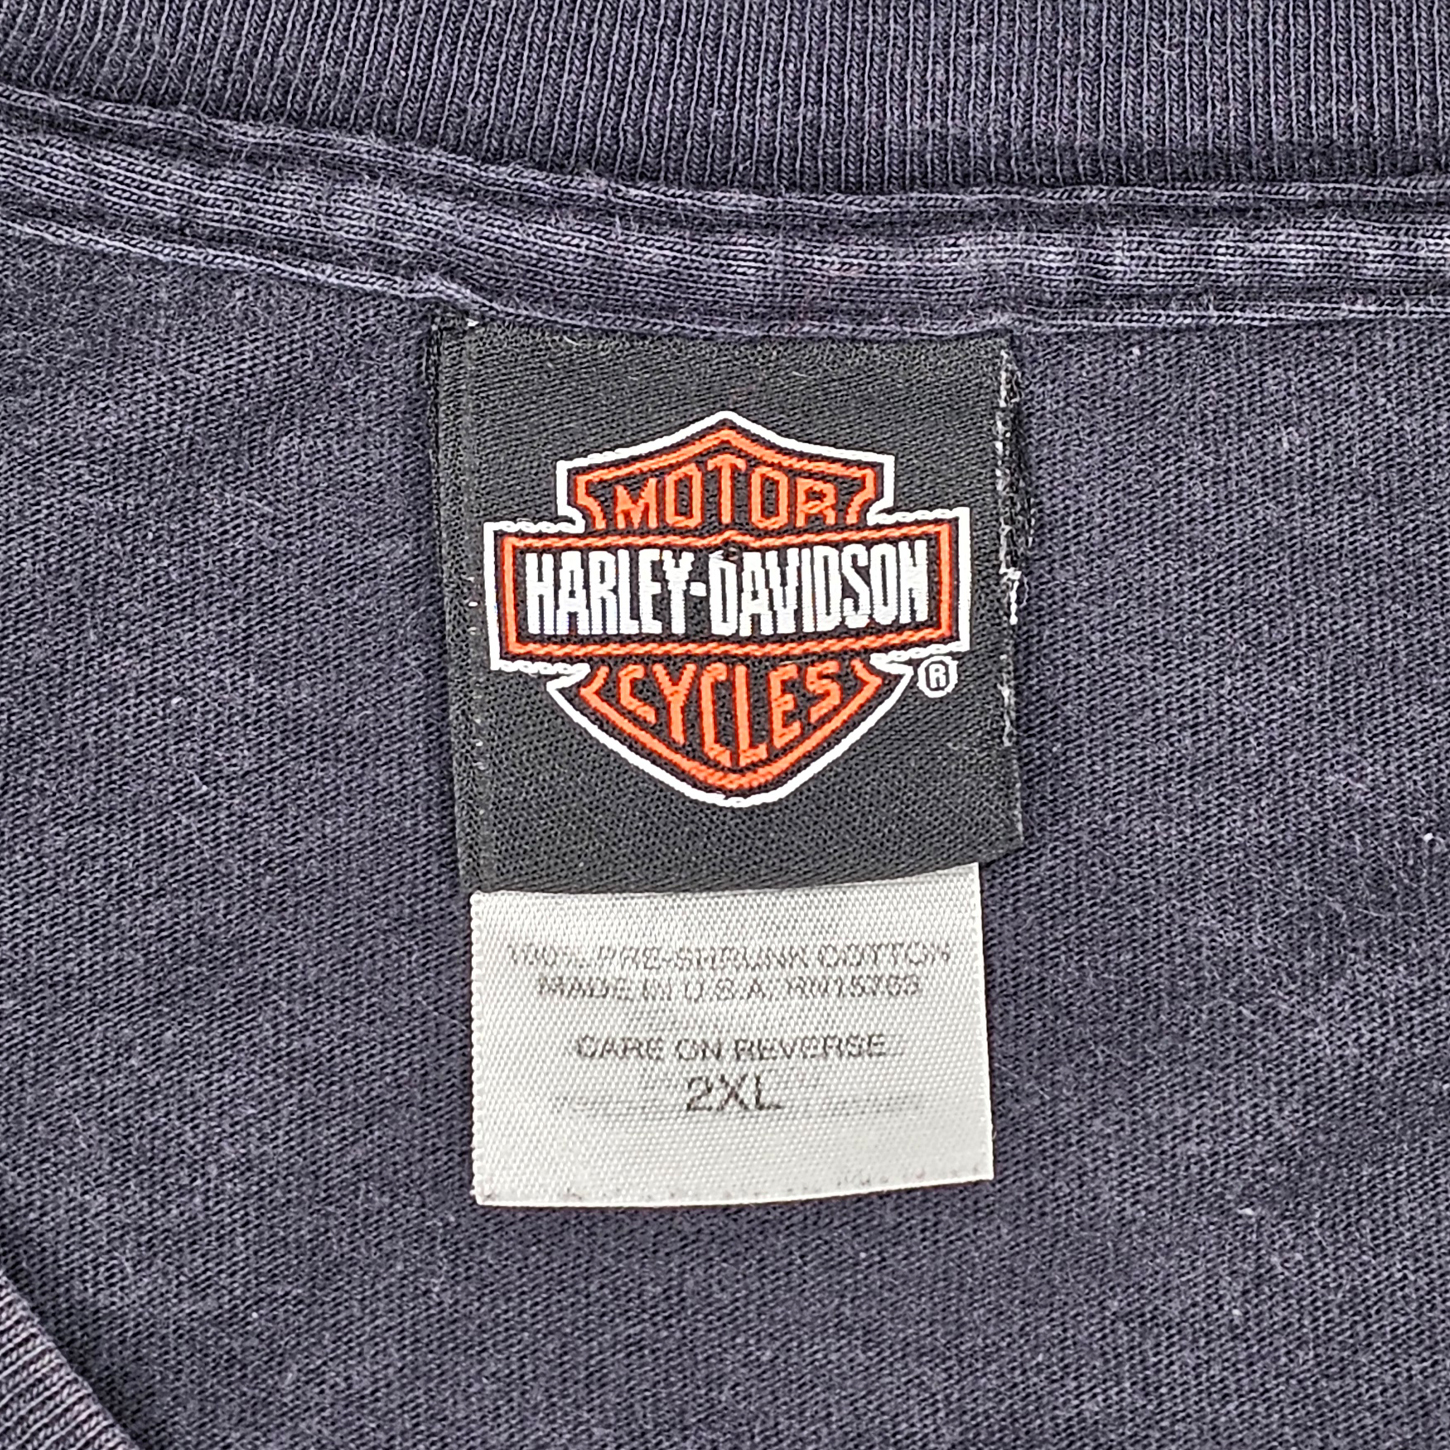 MOTOR
HARLEY-DAVIDSON
CYCLES
®
100% PRE-SHRUNK COTTON
MADE IN U.S.A. RN15763
CARE ON REVERSE
2XL